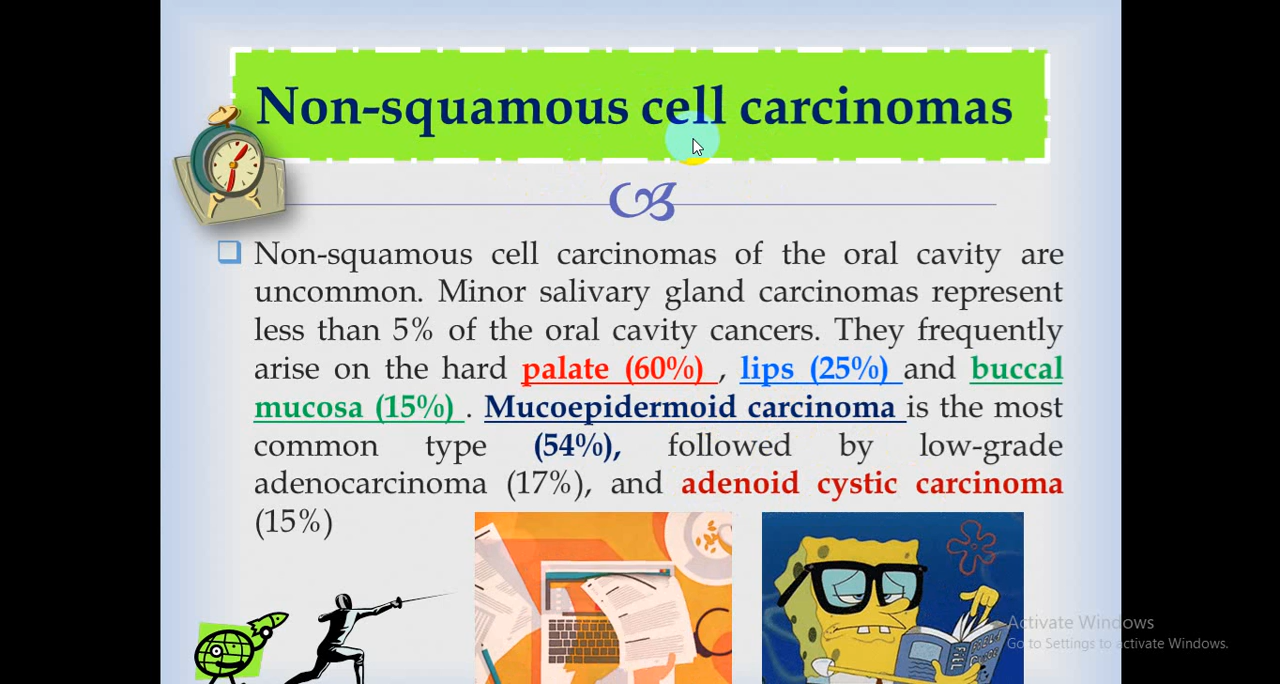 Non-squamous cell carcinomas
Non-squamous cell carcinomas of the oral cavity are
uncommon. Minor salivary gland carcinomas represent
less than 5% of the oral cavity cancers. They frequently
arise on the hard palate (60%) , lips (25%) and buccal
mucosa (15%) . Mucoepidermoid carcinoma is the most
common type (54%), followed by low-grade
adenocarcinoma (17%), and adenoid cystic carcinoma
(15%)
Activate Windows
Go to Settings to activate Windows.